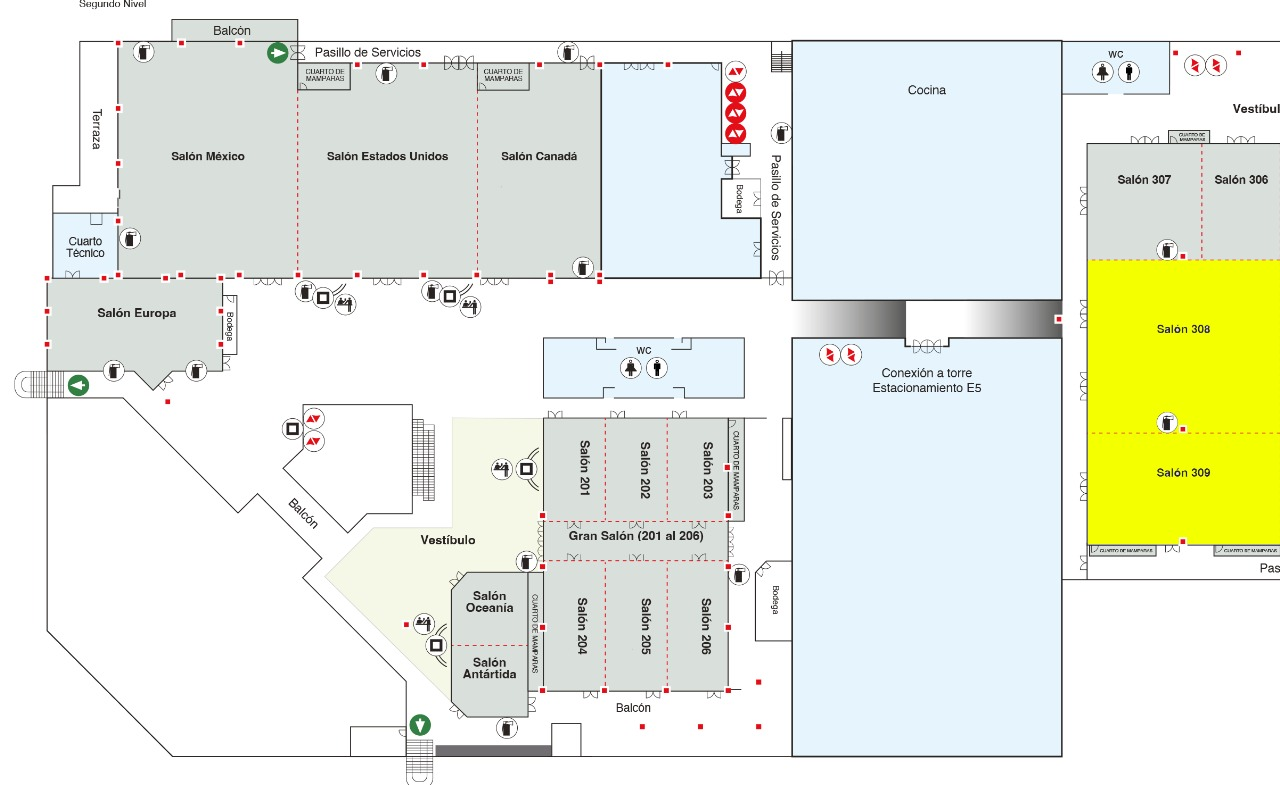 Segundo Nivel
Balcón
Pasillo de Servicios
CUARTO DE
MAMPARAS
CUARTO DE
MAMPARAS
WC
Cocina
Vestíbul
Terraza
Salón México
Salón Estados Unidos
Salón Canadá
Pasillo de Servicios
Bodega
CUARTO DE
MAMPARAS
Salón 307
Salón 306
Cuarto
Técnico
Salón Europa
Bodega
Salón 308
WC
Conexión a torre
Estacionamiento E5
Salón 201
Salón 202
Salón 203
CUARTO DE MAMPARAS
Salón 309
Balcón
Vestíbulo
Gran Salón (201 al 206)
CUARTO DE MAMPARAS
CUARTO DE MAMPARAS
Pas
Salón
Oceanía
CUARTO DE MAMPARAS
Salón 204
Salón 205
Salón 206
Bodega
Salón
Antártida
Balcón